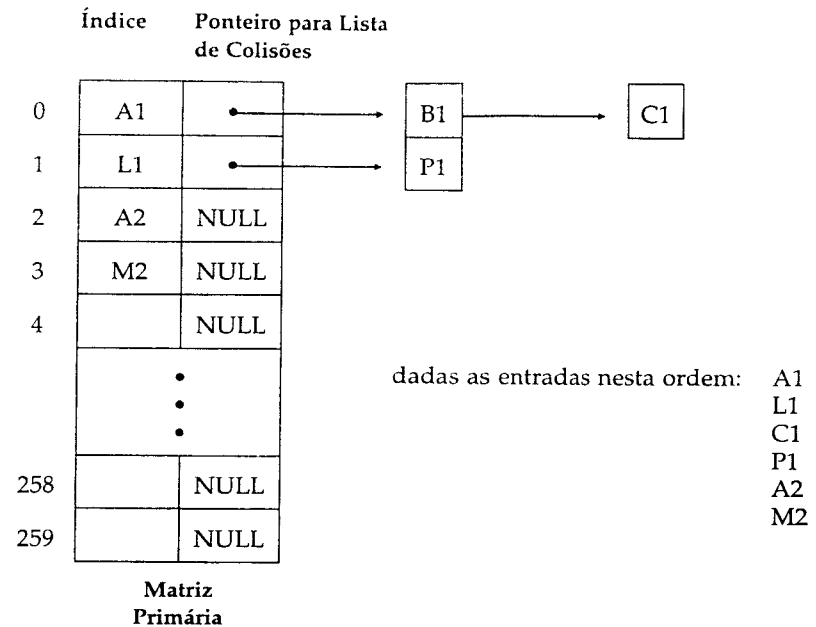 Índice Ponteiro para Lista
de Colisões
0 A1 B1 C1
1 L1 P1
2 A2 NULL
3 M2 NULL
4 NULL
dadas as entradas nesta ordem: A1
L1
C1
P1
A2
M2
258 NULL
259 NULL
Matriz
Primária